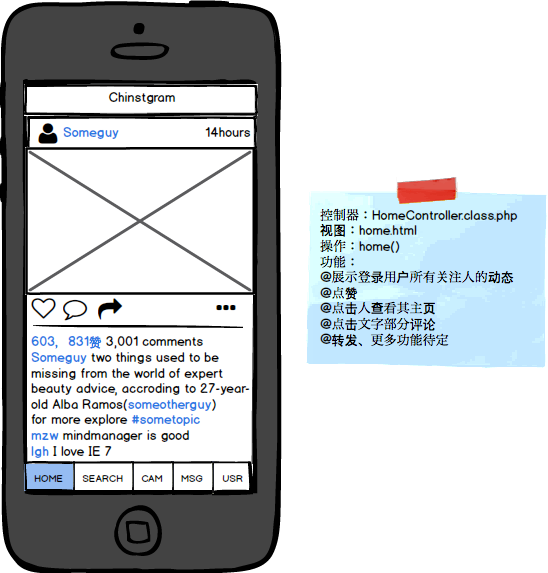 Chinstgram
Someguy 14hours
603，831赞 3,001 comments
Someguy two things used to be
missing from the world of expert
beauty advice, accroding to 27-year-
old Alba Ramos(someotherguy)
for more explore #sometopic
mzw mindmanager is good
lgh I love IE 7
HOME SEARCH CAM MSG USR
控制器：HomeController.class.php
视图：home.html
操作：home()
功能：
@展示登录用户所有关注人的动态
@点赞
@点击人查看其主页
@点击文字部分评论
@转发、更多功能待定